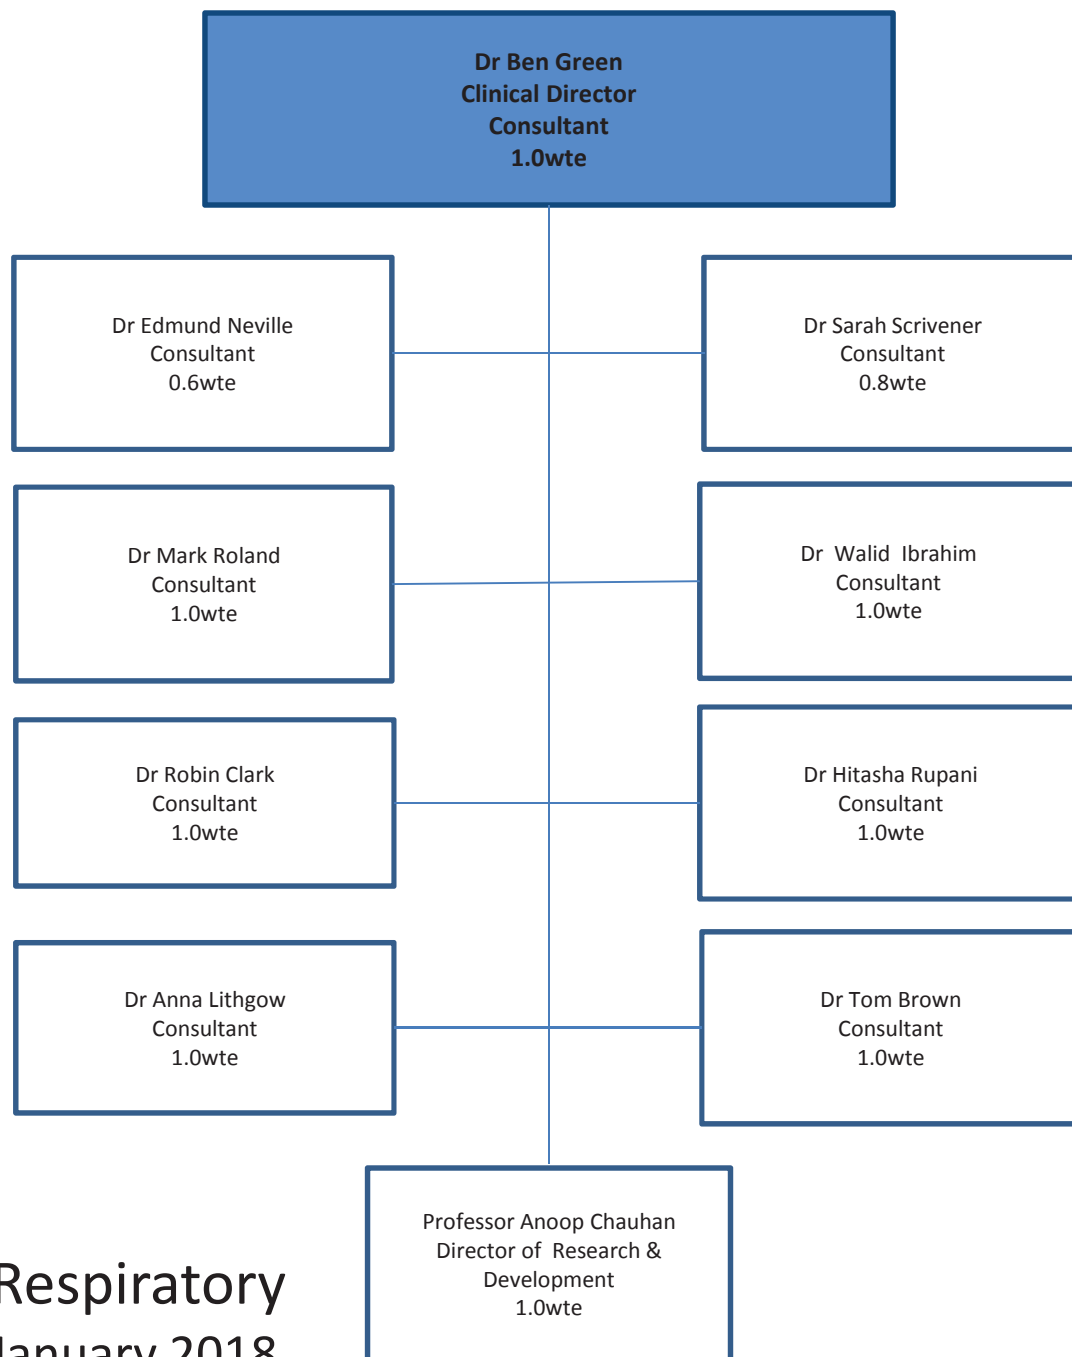 Dr Ben Green
Clinical Director
Consultant
1.0wte
Dr Edmund Neville
Consultant
0.6wte
Dr Sarah Scrivener
Consultant
0.8wte
Dr Mark Roland
Consultant
1.0wte
Dr Walid Ibrahim
Consultant
1.0wte
Dr Robin Clark
Consultant
1.0wte
Dr Hitasha Rupani
Consultant
1.0wte
Dr Anna Lithgow
Consultant
1.0wte
Dr Tom Brown
Consultant
1.0wte
Professor Anoop Chauhan
Director of Research &
Development
1.0wte
Respiratory
January 2018